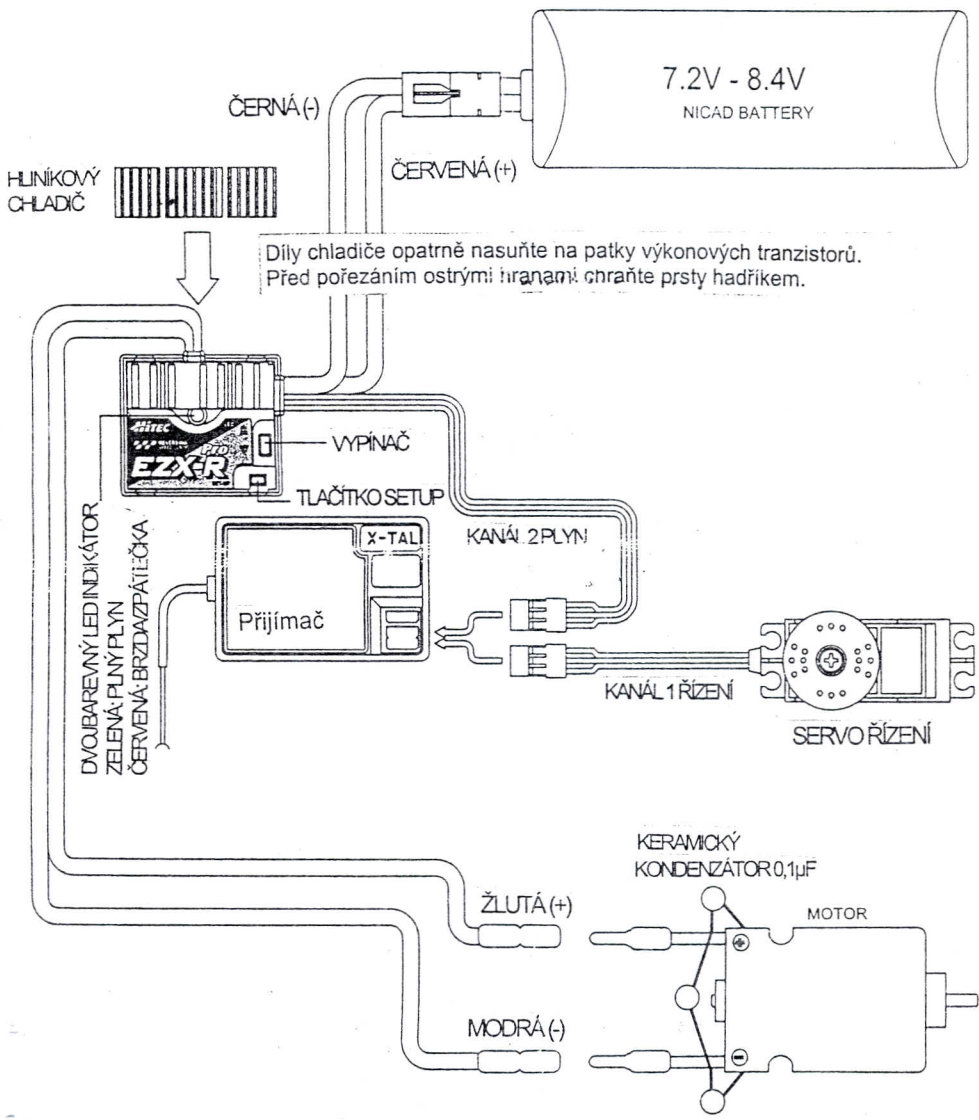 7.2V - 8.4V
NICAD BATTERY
ČERNÁ (-)
ČERVENÁ (+)
HLINÍKOVÝ
CHLADIČ
Díly chladiče opatrně nasuňte na patky výkonových tranzistorů.
Před pořezáním ostrými hranami chraňte prsty hadříkem.
HITEC
PRO
EZX-R
VYPÍNAČ
TLAČÍTKO SETUP
DVOJBAREVNÝ LED INDIKÁTOR
ZELENÁ: PLNÝ PLYN
ČERVENÁ: BRZDA/ZPÁTEČKA
X-TAL
Přijímač
KANÁL 2 PLYN
KANÁL 1 ŘÍZENÍ
SERVO ŘÍZENÍ
KERAMICKÝ
KONDENZÁTOR 0,1µF
ŽLUTÁ (+)
MOTOR
MODRÁ (-)